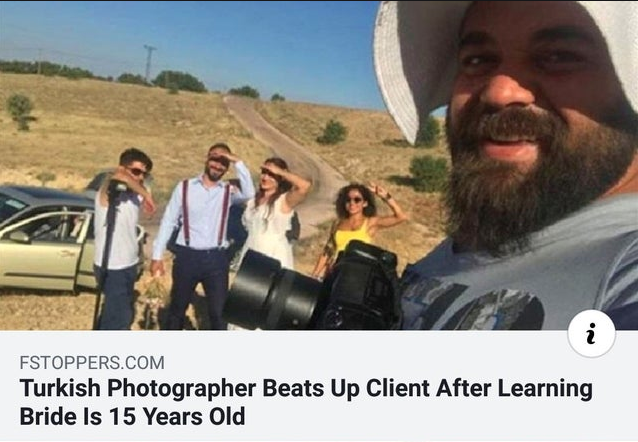 i
FSTOPPERS.COM
Turkish Photographer Beats Up Client After Learning
Bride Is 15 Years Old